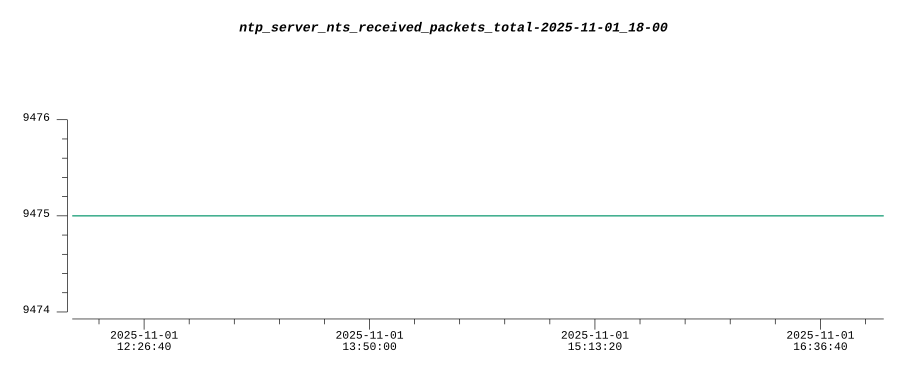 ntp_server_nts_received_packets_total-2025-11-01_18-00
9476
9475
9474
2025-11-01 2025-11-01 2025-11-01 2025-11-01
12:26:40 13:50:00 15:13:20 16:36:40